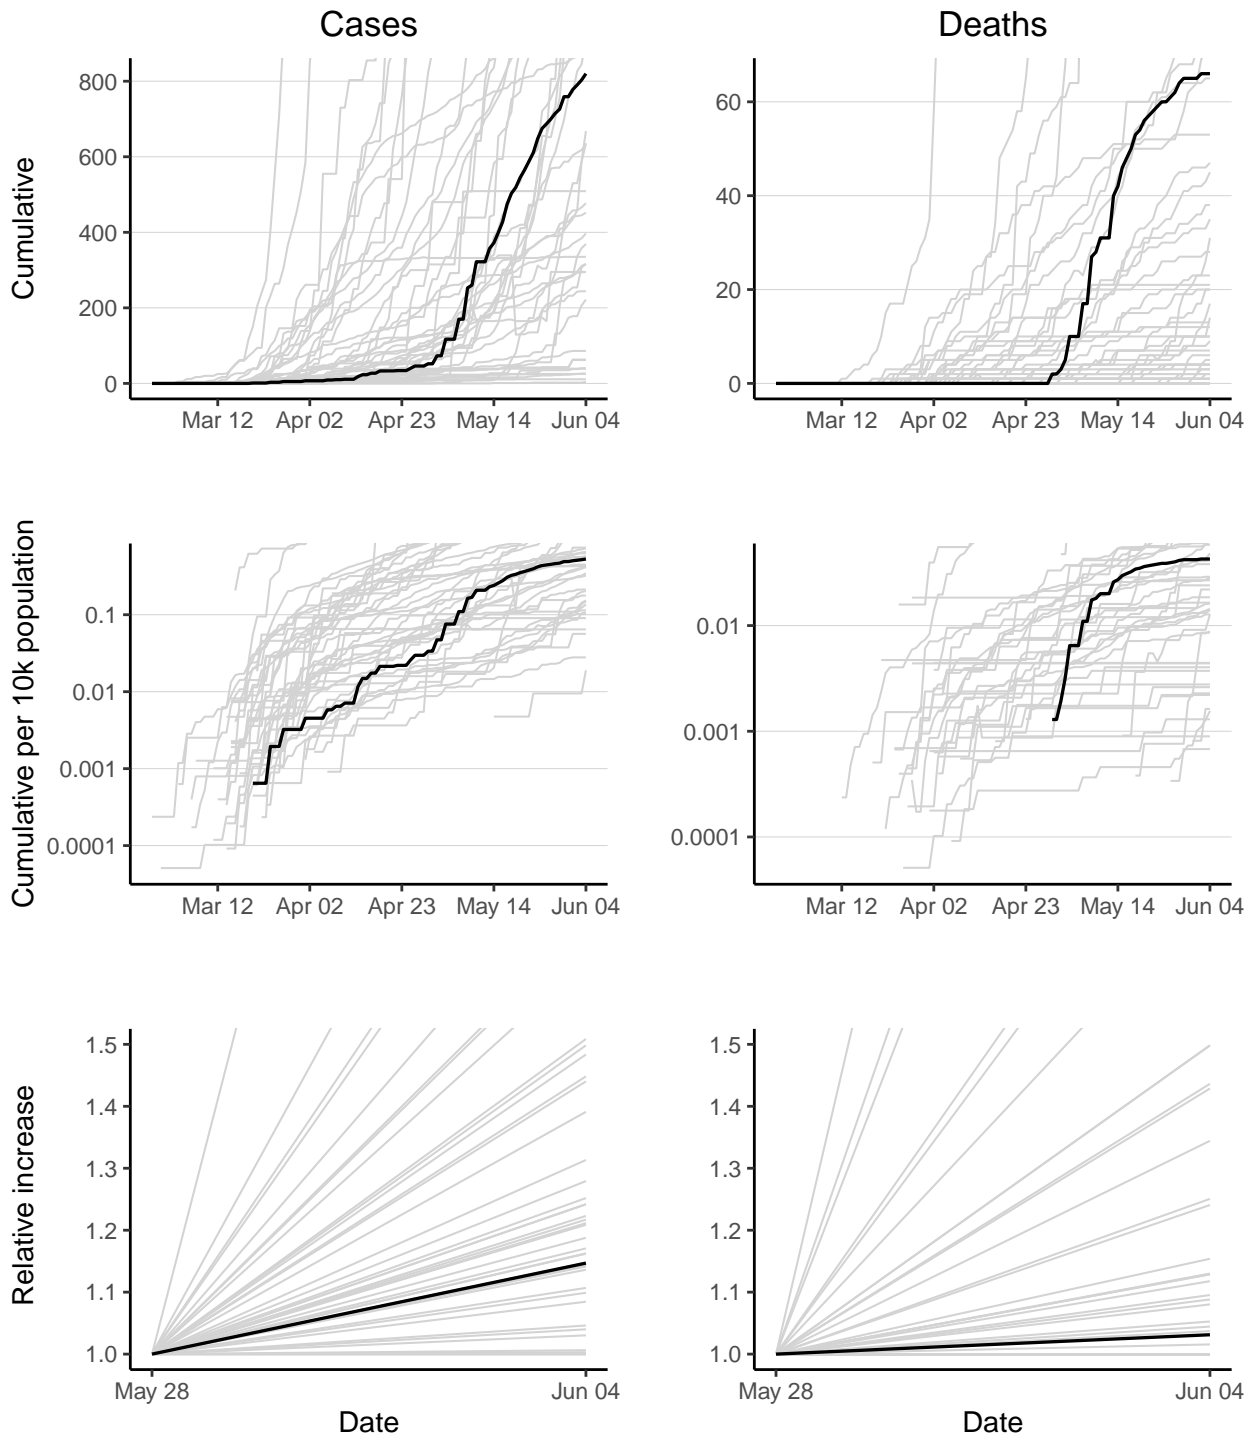 Cases
Deaths
Cumulative
800
600
400
200
0
Mar 12 Apr 02 Apr 23 May 14 Jun 04
60
40
20
0
Mar 12 Apr 02 Apr 23 May 14 Jun 04
Cumulative per 10k population
0.1
0.01
0.001
0.0001
Mar 12 Apr 02 Apr 23 May 14 Jun 04
0.01
0.001
0.0001
Mar 12 Apr 02 Apr 23 May 14 Jun 04
Relative increase
1.5
1.4
1.3
1.2
1.1
1.0
May 28 Jun 04
Date
1.5
1.4
1.3
1.2
1.1
1.0
May 28 Jun 04
Date